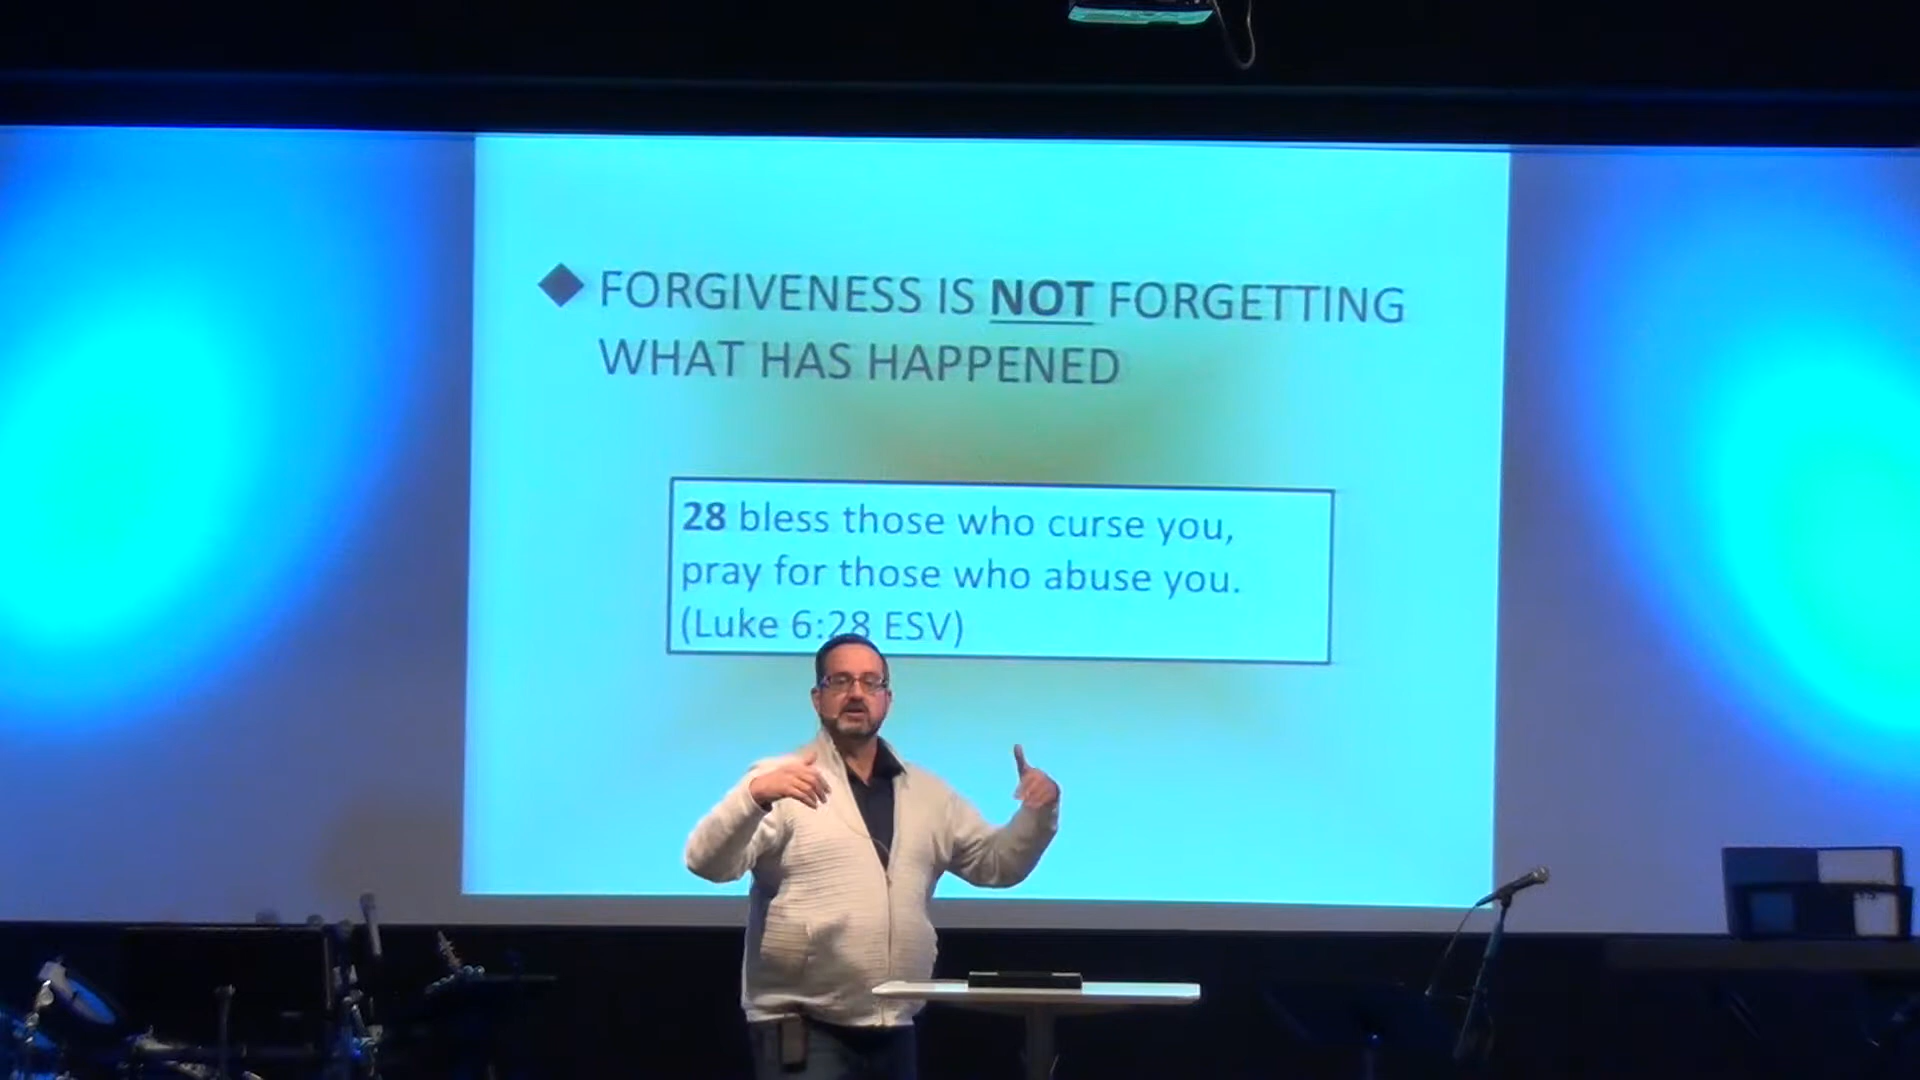 FORGIVENESS IS NOT FORGETTING
WHAT HAS HAPPENED
28 bless those who curse you,
pray for those who abuse you.
(Luke 6:28 ESV)